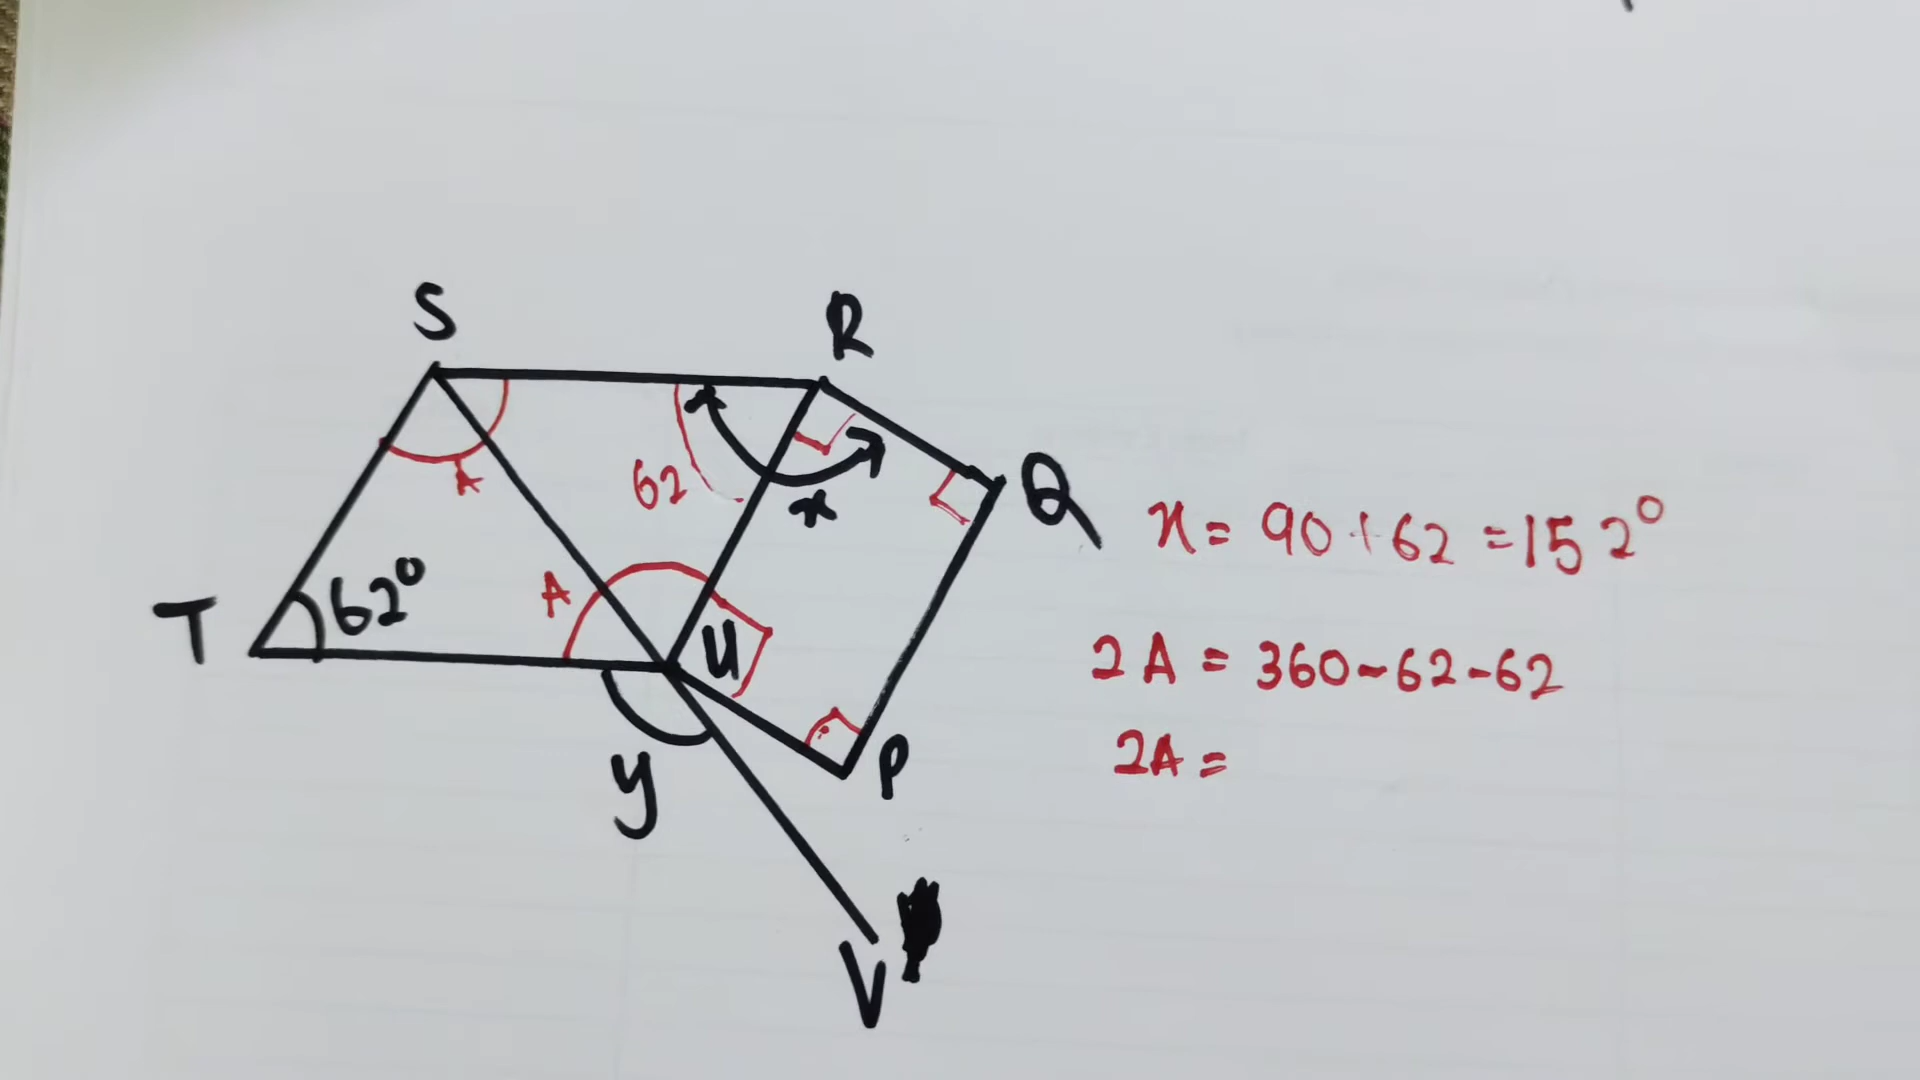 S
R
A
62
x
Q
x = 90 + 62 = 152°
T
62°
A
U
2A = 360 - 62 - 62
y
P
2A =
V